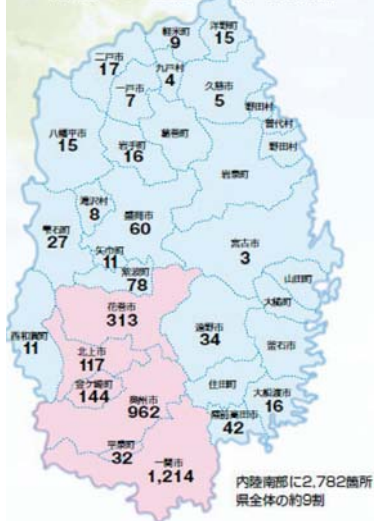 軽米町
9
洋野町
15
二戸市
17
九戸村
4
一戸市
7
久慈市
5
野田村
普代村
八幡平市
15
岩手町
16
葛巻町
野田村
岩泉町
滝沢村
8
盛岡市
60
雫石町
27
宮古市
3
矢巾町
11
紫波町
78
山田町
花巻市
313
大槌町
西和賀町
11
遠野市
34
釜石市
北上市
117
金ケ崎町
144
奥州市
962
住田町
大船渡市
16
陸前高田市
42
平泉町
32
一関市
1,214
内陸南部に2,782箇所
県全体の約9割